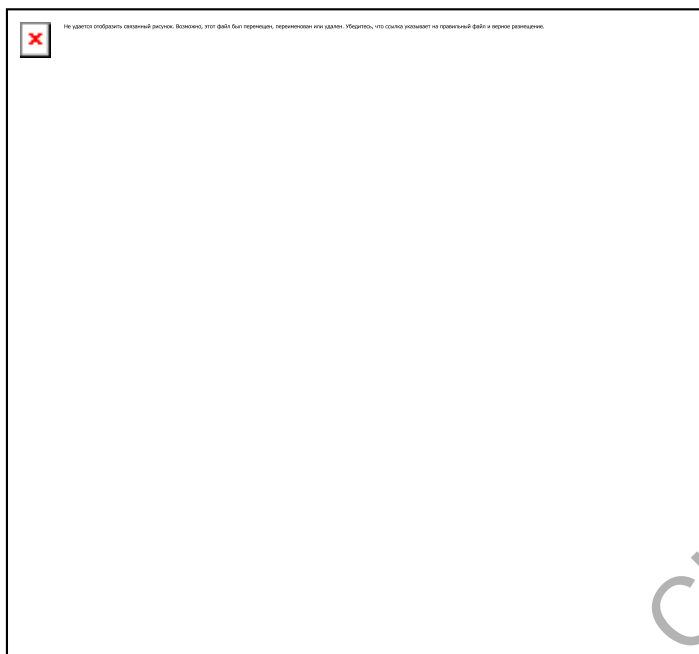 Не удается отобразить связанный рисунок. Возможно, этот файл был перемещен, переименован или удален. Убедитесь, что ссылка указывает на правильный файл и верное размещение.